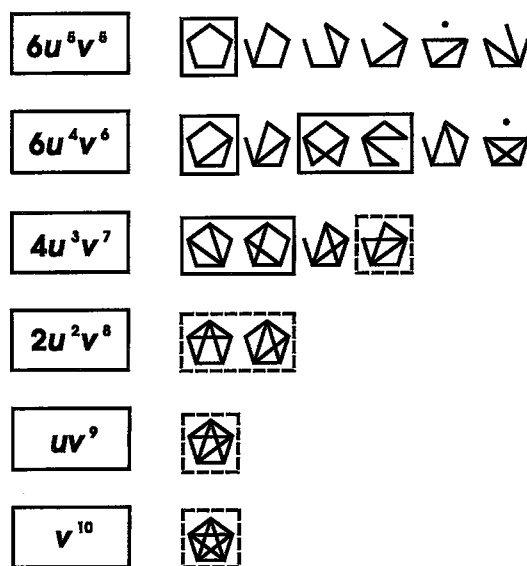 6u⁵v⁵
6u⁴v⁶
4u³v⁷
2u²v⁸
uv⁹
v¹⁰